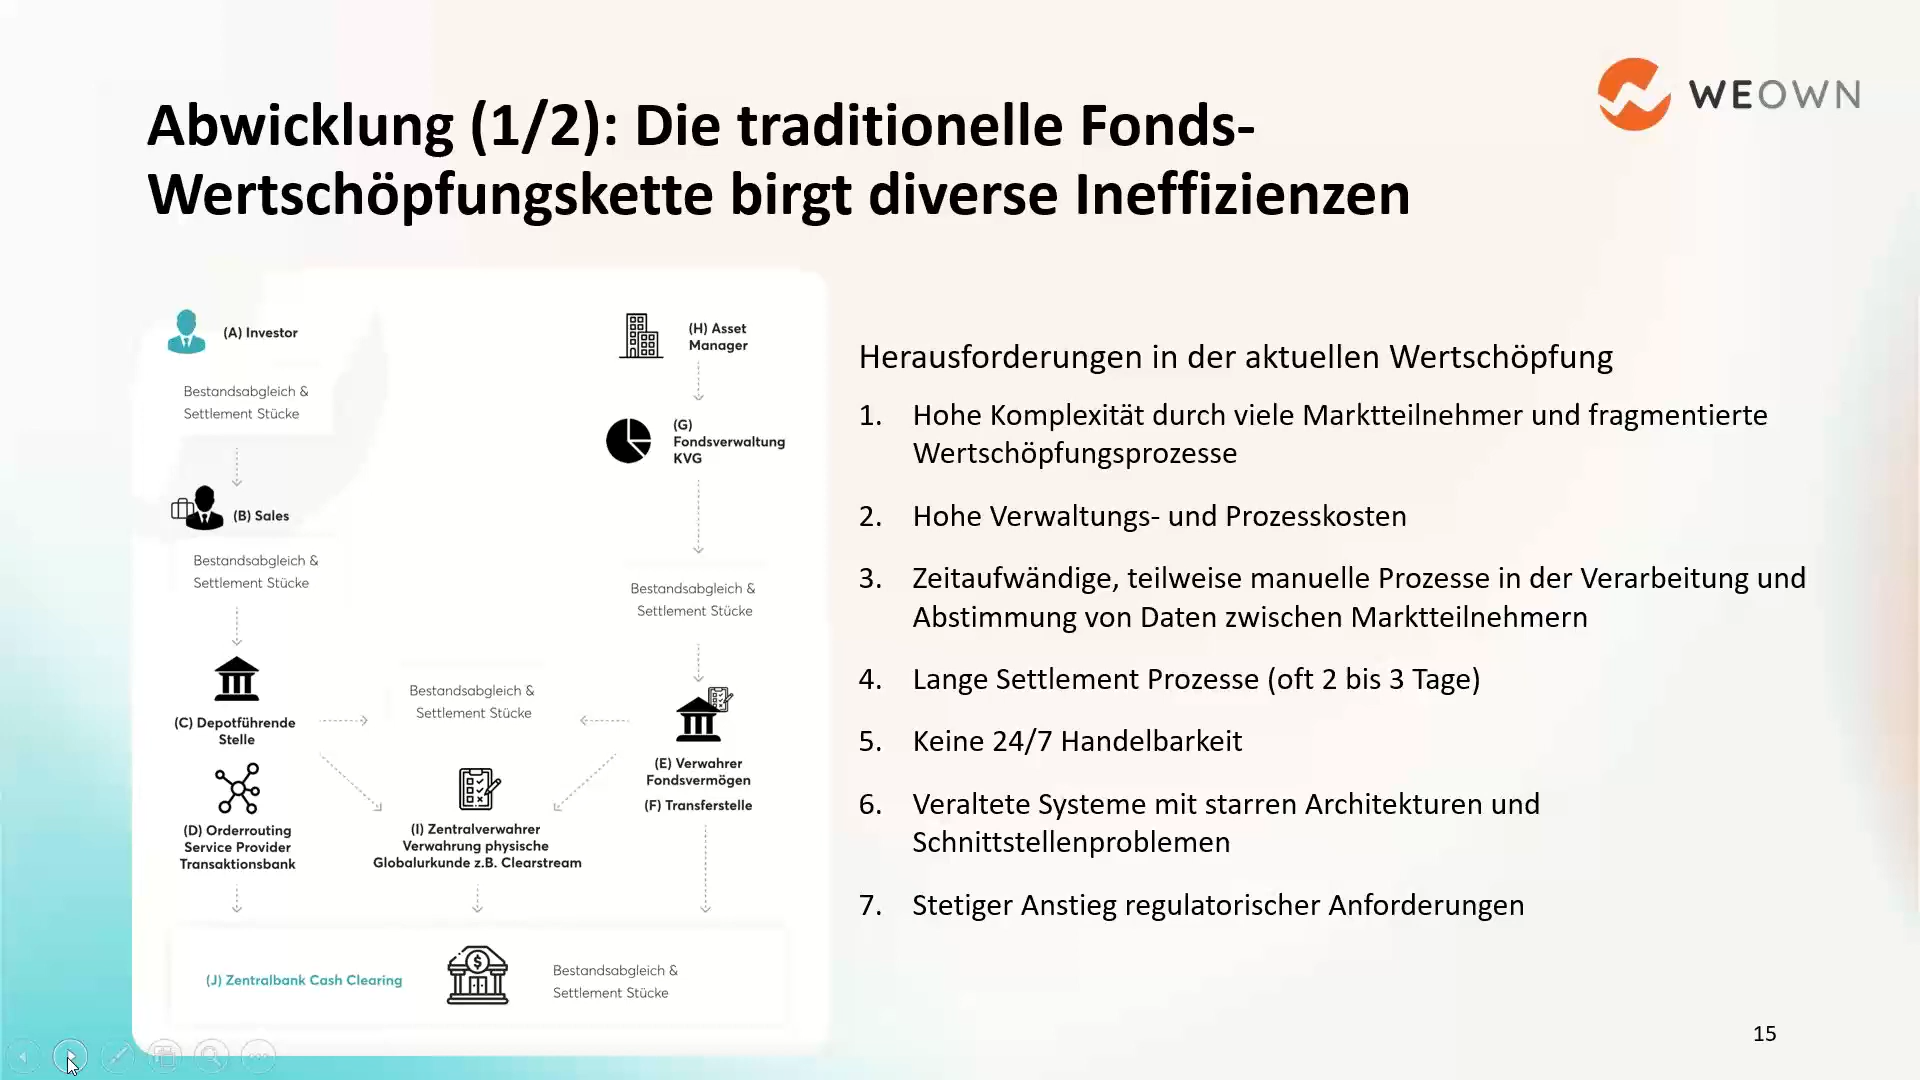 WEOWN
Abwicklung (1/2): Die traditionelle Fonds-
Wertschöpfungskette birgt diverse Ineffizienzen
(A) Investor
Bestandsabgleich &
Settlement Stücke
(B) Sales
Bestandsabgleich &
Settlement Stücke
(C) Depotführende
Stelle
(D) Orderrouting
Service Provider
Transaktionsbank
Bestandsabgleich &
Settlement Stücke
(I) Zentralverwahrer
Verwahrung physische
Globalurkunde z.B. Clearstream
(H) Asset
Manager
(G)
Fondsverwaltung
KVG
Bestandsabgleich &
Settlement Stücke
(E) Verwahrer
Fondsvermögen
(F) Transferstelle
(J) Zentralbank Cash Clearing
Bestandsabgleich &
Settlement Stücke
Herausforderungen in der aktuellen Wertschöpfung
1. Hohe Komplexität durch viele Marktteilnehmer und fragmentierte
Wertschöpfungsprozesse
2. Hohe Verwaltungs- und Prozesskosten
3. Zeitaufwändige, teilweise manuelle Prozesse in der Verarbeitung und
Abstimmung von Daten zwischen Marktteilnehmern
4. Lange Settlement Prozesse (oft 2 bis 3 Tage)
5. Keine 24/7 Handelbarkeit
6. Veraltete Systeme mit starren Architekturen und
Schnittstellenproblemen
7. Stetiger Anstieg regulatorischer Anforderungen
15